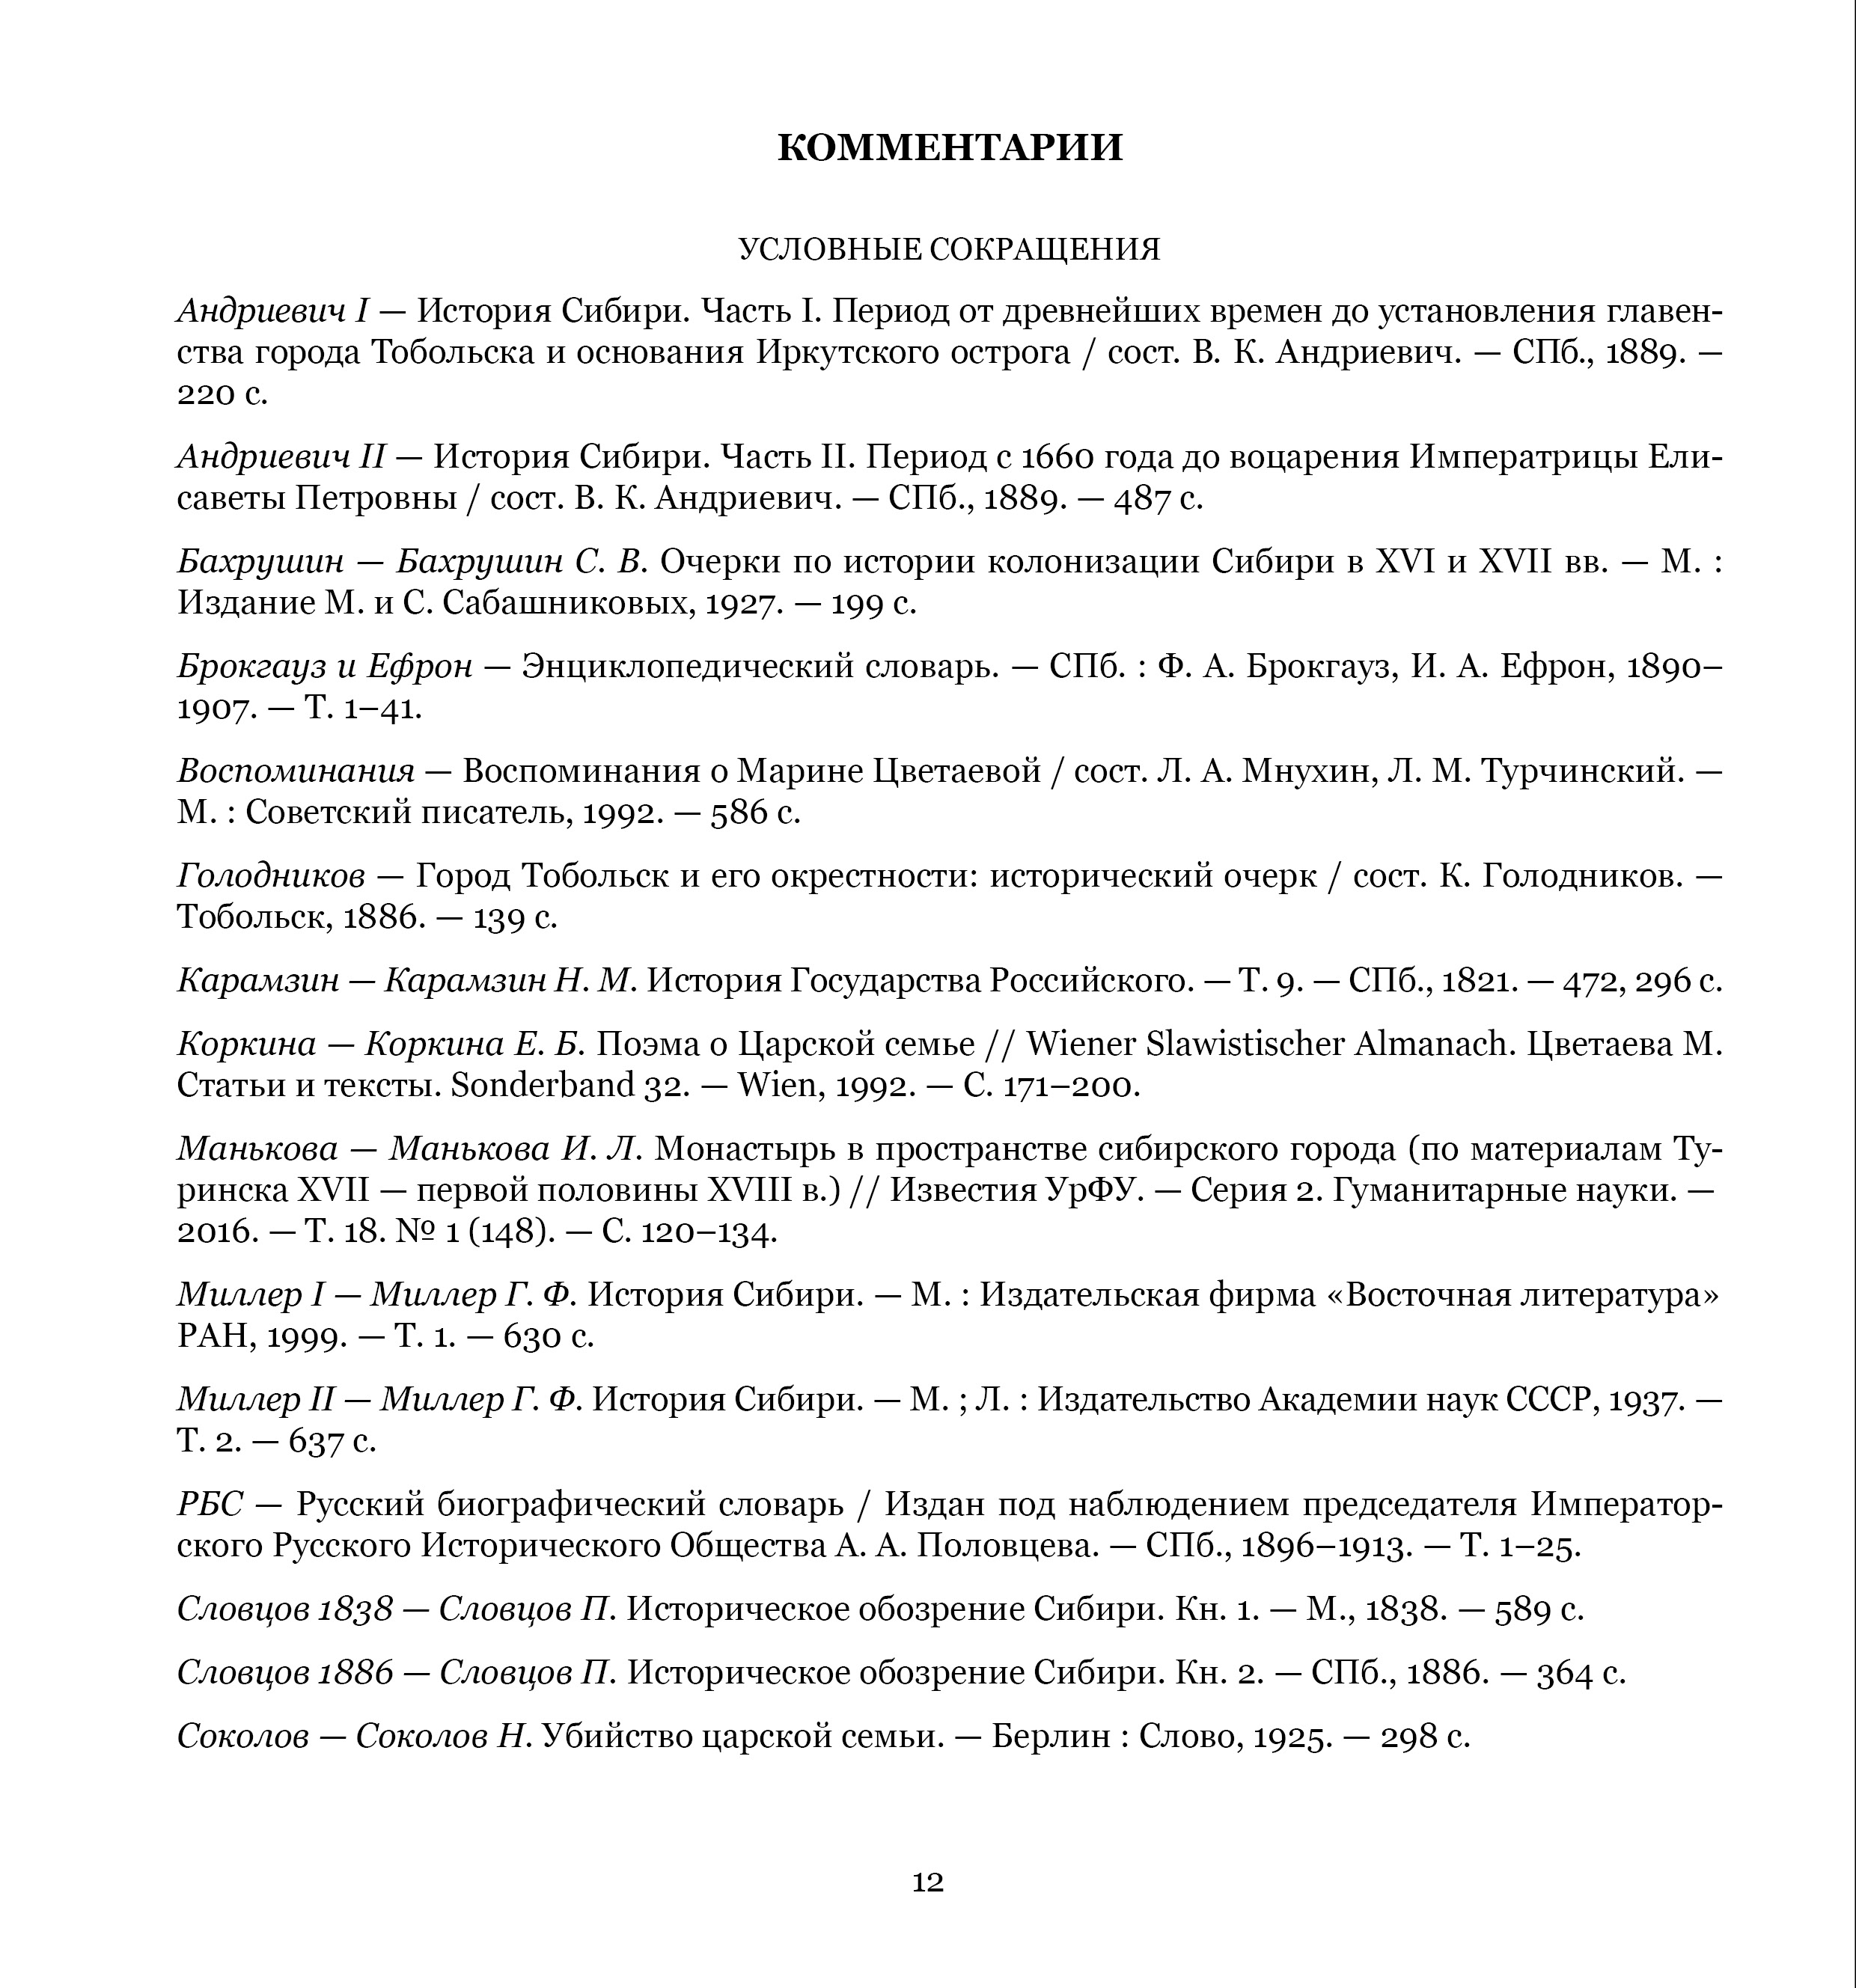 КОММЕНТАРИИ
УСЛОВНЫЕ СОКРАЩЕНИЯ
Андриевич I — История Сибири. Часть I. Период от древнейших времен до установления главен-
ства города Тобольска и основания Иркутского острога / сост. В. К. Андриевич. — СПб., 1889. —
220 с.
Андриевич II — История Сибири. Часть II. Период с 1660 года до воцарения Императрицы Ели-
саветы Петровны / сост. В. К. Андриевич. — СПб., 1889. — 487 с.
Бахрушин — Бахрушин С. В. Очерки по истории колонизации Сибири в XVI и XVII вв. — М. :
Издание М. и С. Сабашниковых, 1927. — 199 с.
Брокгауз и Ефрон — Энциклопедический словарь. — СПб. : Ф. А. Брокгауз, И. А. Ефрон, 1890–
1907. — Т. 1–41.
Воспоминания — Воспоминания о Марине Цветаевой / сост. Л. А. Мнухин, Л. М. Турчинский. —
М. : Советский писатель, 1992. — 586 с.
Голодников — Город Тобольск и его окрестности: исторический очерк / сост. К. Голодников. —
Тобольск, 1886. — 139 с.
Карамзин — Карамзин Н. М. История Государства Российского. — Т. 9. — СПб., 1821. — 472, 296 с.
Коркина — Коркина Е. Б. Поэма о Царской семье // Wiener Slawistischer Almanach. Цветаева М.
Статьи и тексты. Sonderband 32. — Wien, 1992. — С. 171–200.
Манькова — Манькова И. Л. Монастырь в пространстве сибирского города (по материалам Ту-
ринска XVII — первой половины XVIII в.) // Известия УрФУ. — Серия 2. Гуманитарные науки. —
2016. — Т. 18. № 1 (148). — С. 120–134.
Миллер I — Миллер Г. Ф. История Сибири. — М. : Издательская фирма «Восточная литература»
РАН, 1999. — Т. 1. — 630 с.
Миллер II — Миллер Г. Ф. История Сибири. — М. ; Л. : Издательство Академии наук СССР, 1937. —
Т. 2. — 637 с.
РБС — Русский биографический словарь / Издан под наблюдением председателя Император-
ского Русского Исторического Общества А. А. Половцева. — СПб., 1896–1913. — Т. 1–25.
Словцов 1838 — Словцов П. Историческое обозрение Сибири. Кн. 1. — М., 1838. — 589 с.
Словцов 1886 — Словцов П. Историческое обозрение Сибири. Кн. 2. — СПб., 1886. — 364 с.
Соколов — Соколов Н. Убийство царской семьи. — Берлин : Слово, 1925. — 298 с.
12